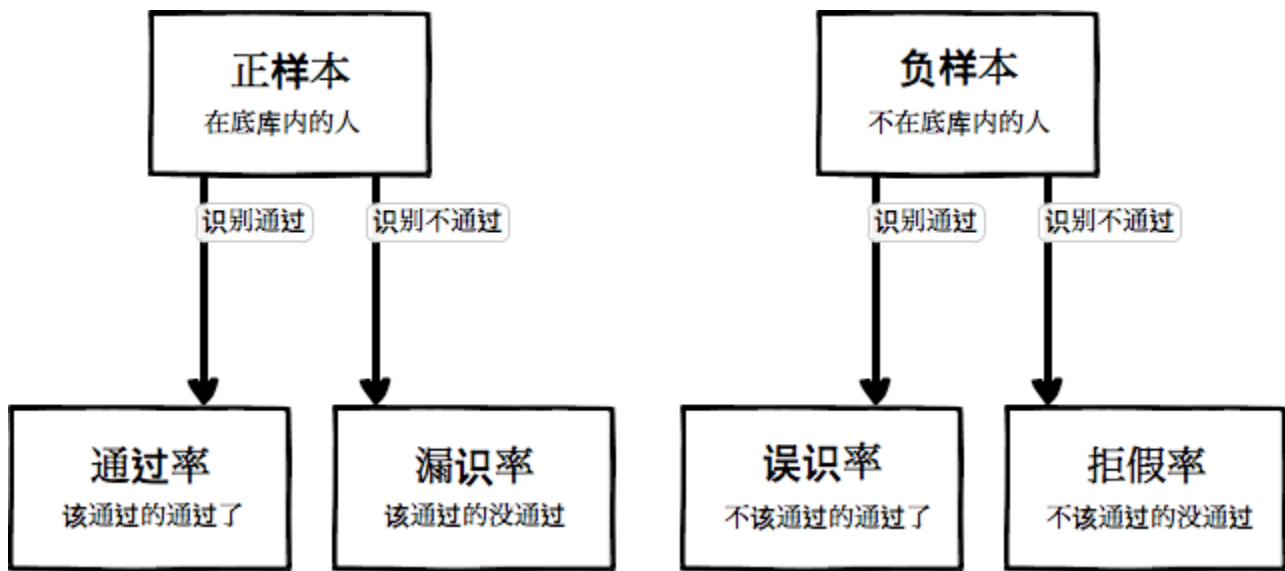 正样本
在底库内的人
负样本
不在底库内的人
识别通过
识别不通过
识别通过
识别不通过
通过率
该通过的通过了
漏识率
该通过的没通过
误识率
不该通过的通过了
拒假率
不该通过的没通过